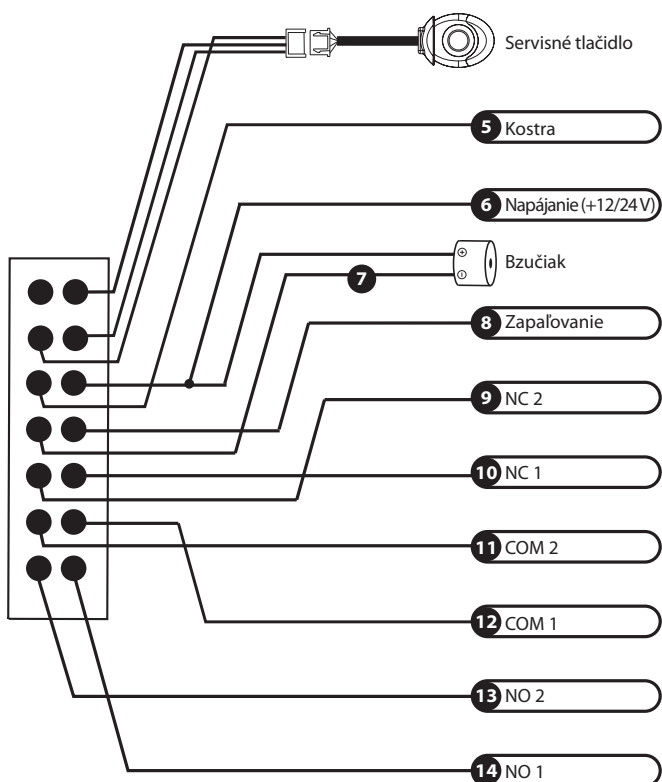 Servisné tlačidlo
5 Kostra
6 Napájanie (+12/24 V)
Bzučiak
7
8 Zapaľovanie
9 NC 2
10 NC 1
11 COM 2
12 COM 1
13 NO 2
14 NO 1